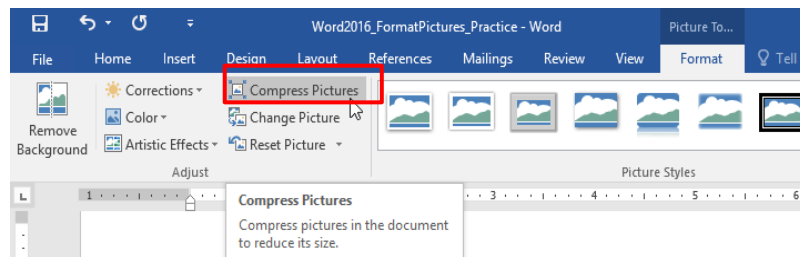 Word2016_FormatPictures_Practice - Word
Picture To...
File Home Insert Design Layout References Mailings Review View Format Tell
Remove Background
Corrections
Color
Artistic Effects
Compress Pictures
Change Picture
Reset Picture
Adjust
Picture Styles
L
1 3 4 5 6
Compress Pictures
Compress pictures in the document
to reduce its size.